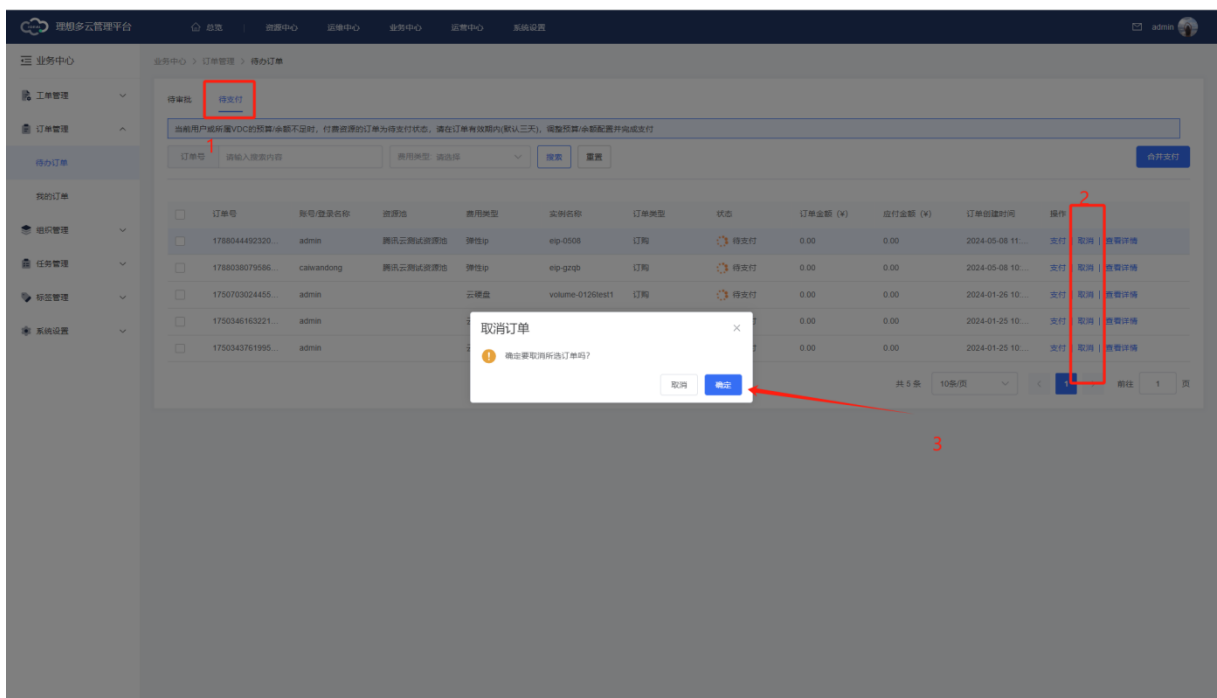 理想多云管理平台 总览 资源中心 运维中心 业务中心 运营中心 系统设置 admin
业务中心 业务中心 > 订单管理 > 待办订单
工单管理 待审批 待支付
订单管理 当前用户或所属VDC的预算/余额不足时，付费资源的订单为待支付状态，请在订单有效期内(默认三天)，调整预算/余额配置并完成支付
1
待办订单 订单号 请输入搜索内容 费用类型 请选择 搜索 重置 合并支付
我的订单
2
订单号 账号/登录名称 资源池 费用类型 实例名称 订单类型 状态 订单金额 (¥) 应付金额 (¥) 订单创建时间 操作
组织管理
1788044492320... admin 腾讯云测试资源池 弹性ip eip-0508 订购 待支付 0.00 0.00 2024-05-08 11:... 支付 | 取消 | 查看详情
任务管理 1788038079586... caiwandong 腾讯云测试资源池 弹性ip eip-gzqb 订购 待支付 0.00 0.00 2024-05-08 10:... 支付 | 取消 | 查看详情
标签管理 1750703024455... admin 云硬盘 volume-0126test1 订购 待支付 0.00 0.00 2024-01-26 10:... 支付 | 取消 | 查看详情
系统设置 1750346163221... admin 0.00 0.00 2024-01-25 10:... 支付 | 取消 | 查看详情
1750343761995... admin 0.00 0.00 2024-01-25 10:... 支付 | 取消 | 查看详情
取消订单
确定要取消所选订单吗?
取消 确定
共 5 条 10条/页 1 前往 1 页
3